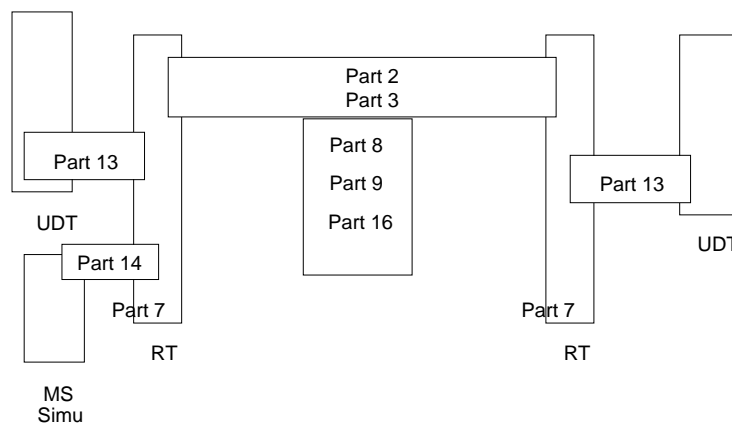 Part 2
Part 3
Part 8
Part 13
Part 9
Part 13
Part 16
UDT
UDT
Part 14
Part 7
Part 7
RT
RT
MS
Simu